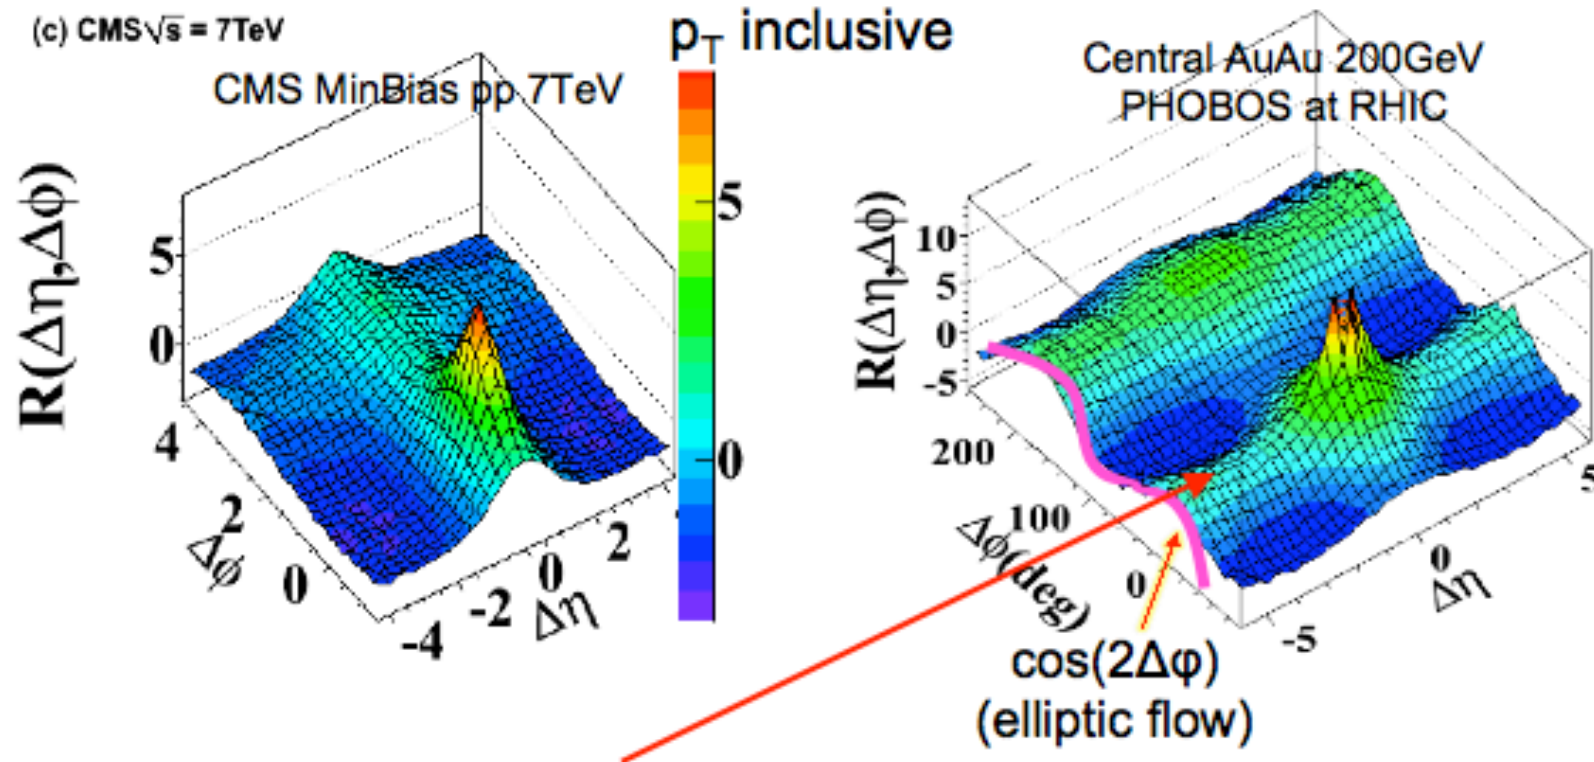 (c) CMS√s = 7TeV
CMS MinBias pp 7TeV
R(Δη,Δϕ)
5
0
4
2
0
Δϕ
-4
-2
0
2
Δη
p_T inclusive
5
0
Central AuAu 200GeV
PHOBOS at RHIC
R(Δη,Δϕ)
10
5
0
-5
200
100
0
Δϕ(deg)
-5
0
5
Δη
cos(2Δφ)
(elliptic flow)